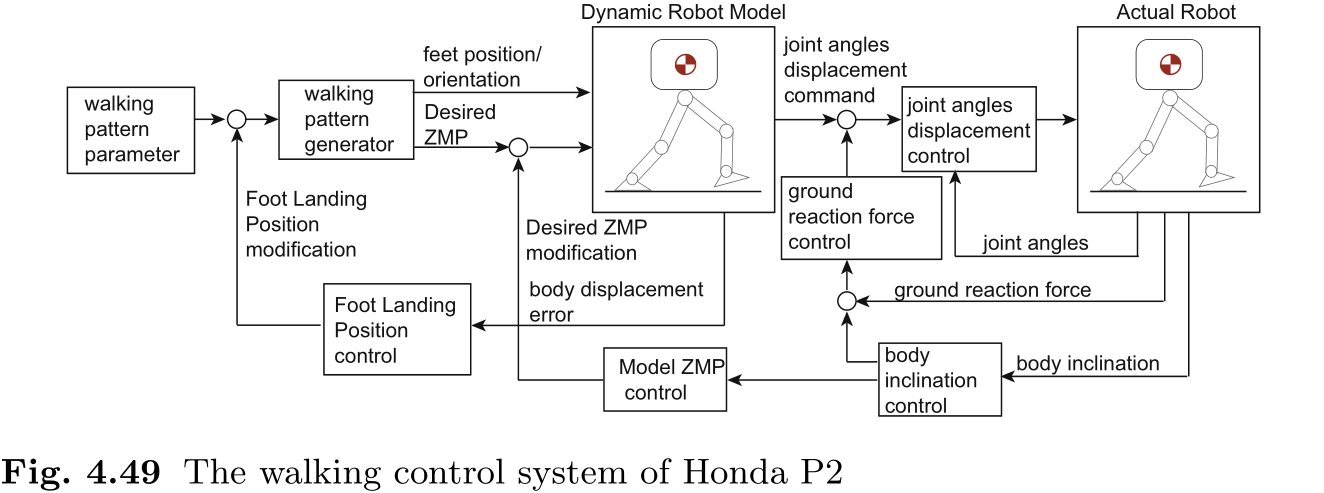 Dynamic Robot Model
Actual Robot
feet position/
orientation
joint angles
displacement
command
walking
pattern
parameter
walking
pattern
generator
Desired
ZMP
joint angles
displacement
control
Foot Landing
Position
modification
ground
reaction force
control
Desired ZMP
modification
joint angles
body displacement
error
ground reaction force
Foot Landing
Position
control
Model ZMP
control
body
inclination
control
body inclination
Fig. 4.49 The walking control system of Honda P2